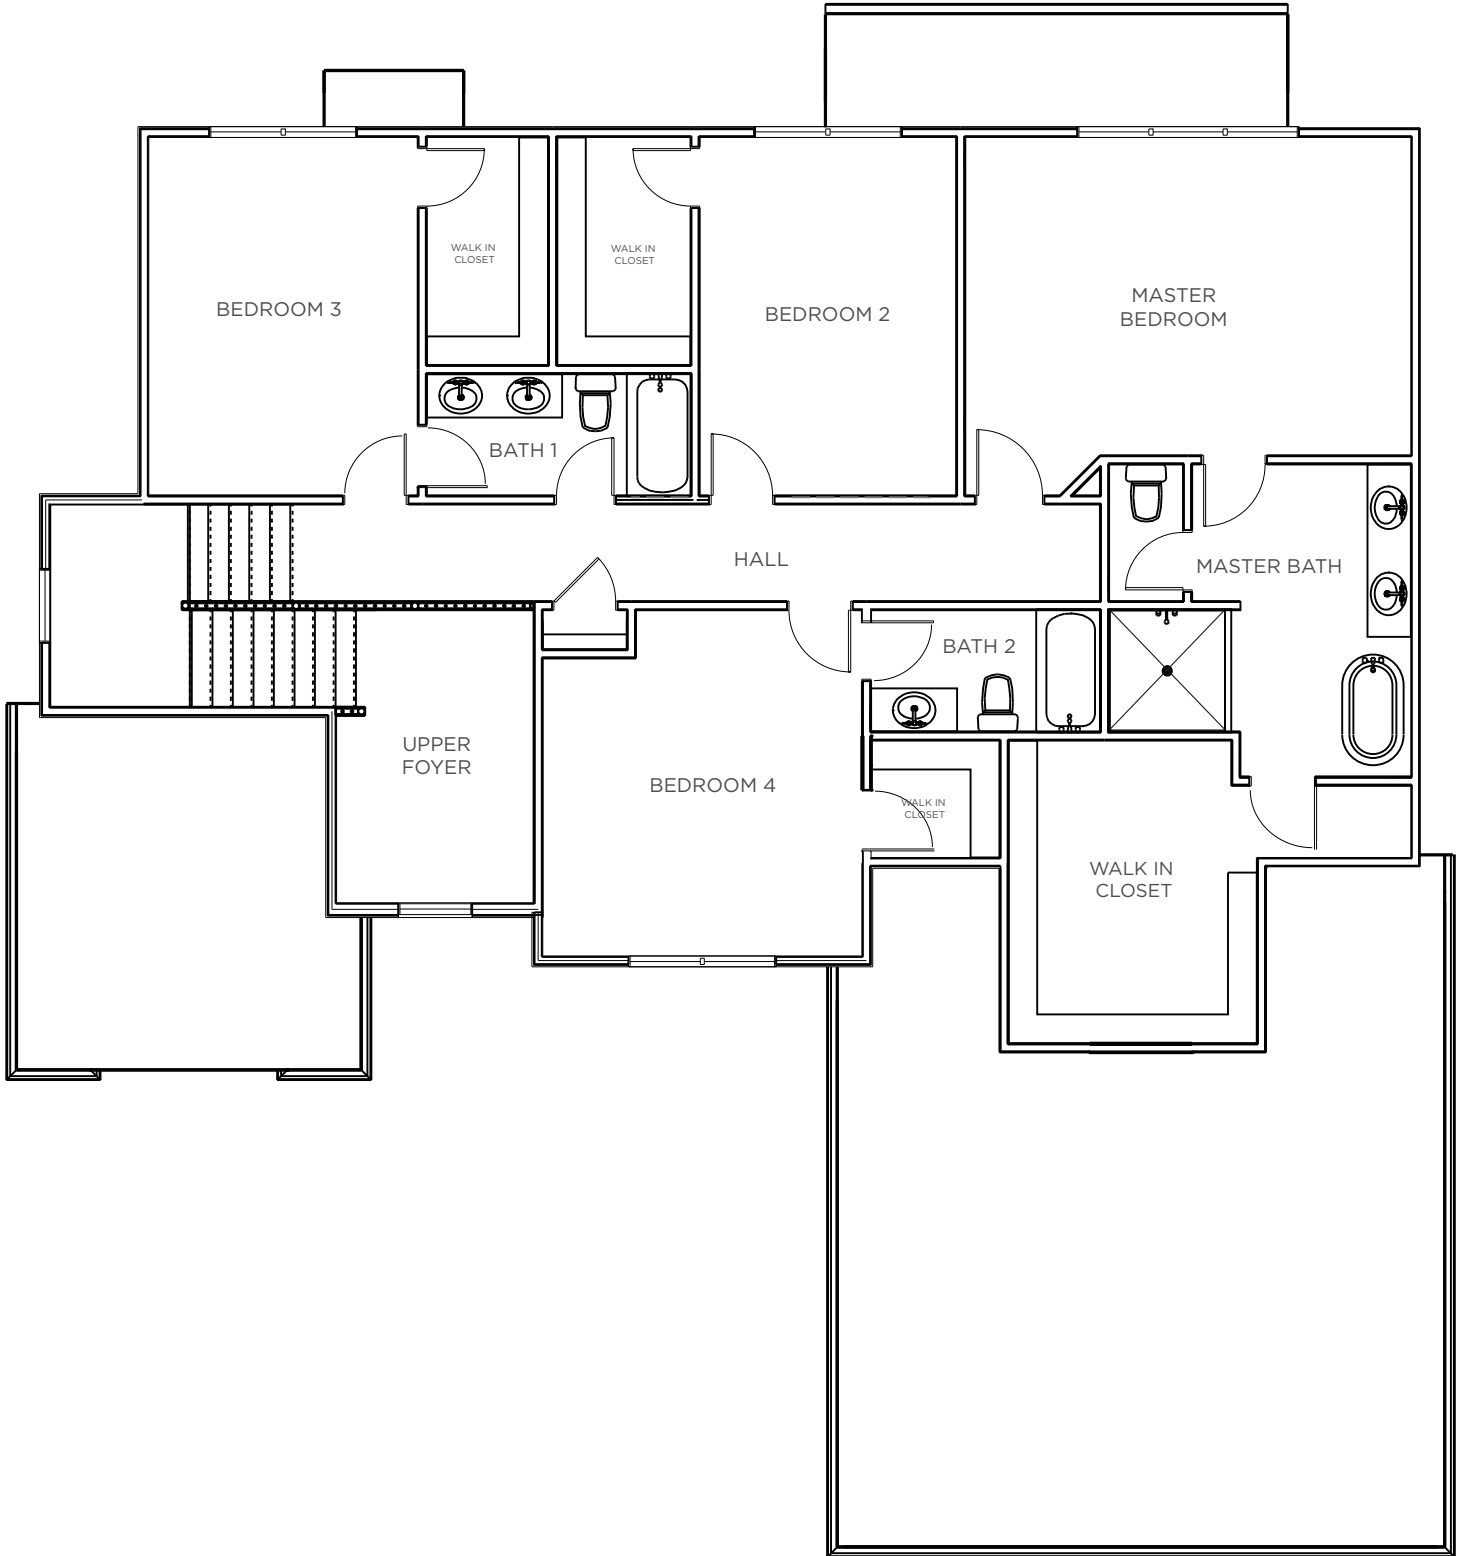 WALK IN
CLOSET
WALK IN
CLOSET
BEDROOM 3
BEDROOM 2
MASTER
BEDROOM
BATH 1
HALL
MASTER BATH
BATH 2
UPPER
FOYER
BEDROOM 4
WALK IN
CLOSET
WALK IN
CLOSET